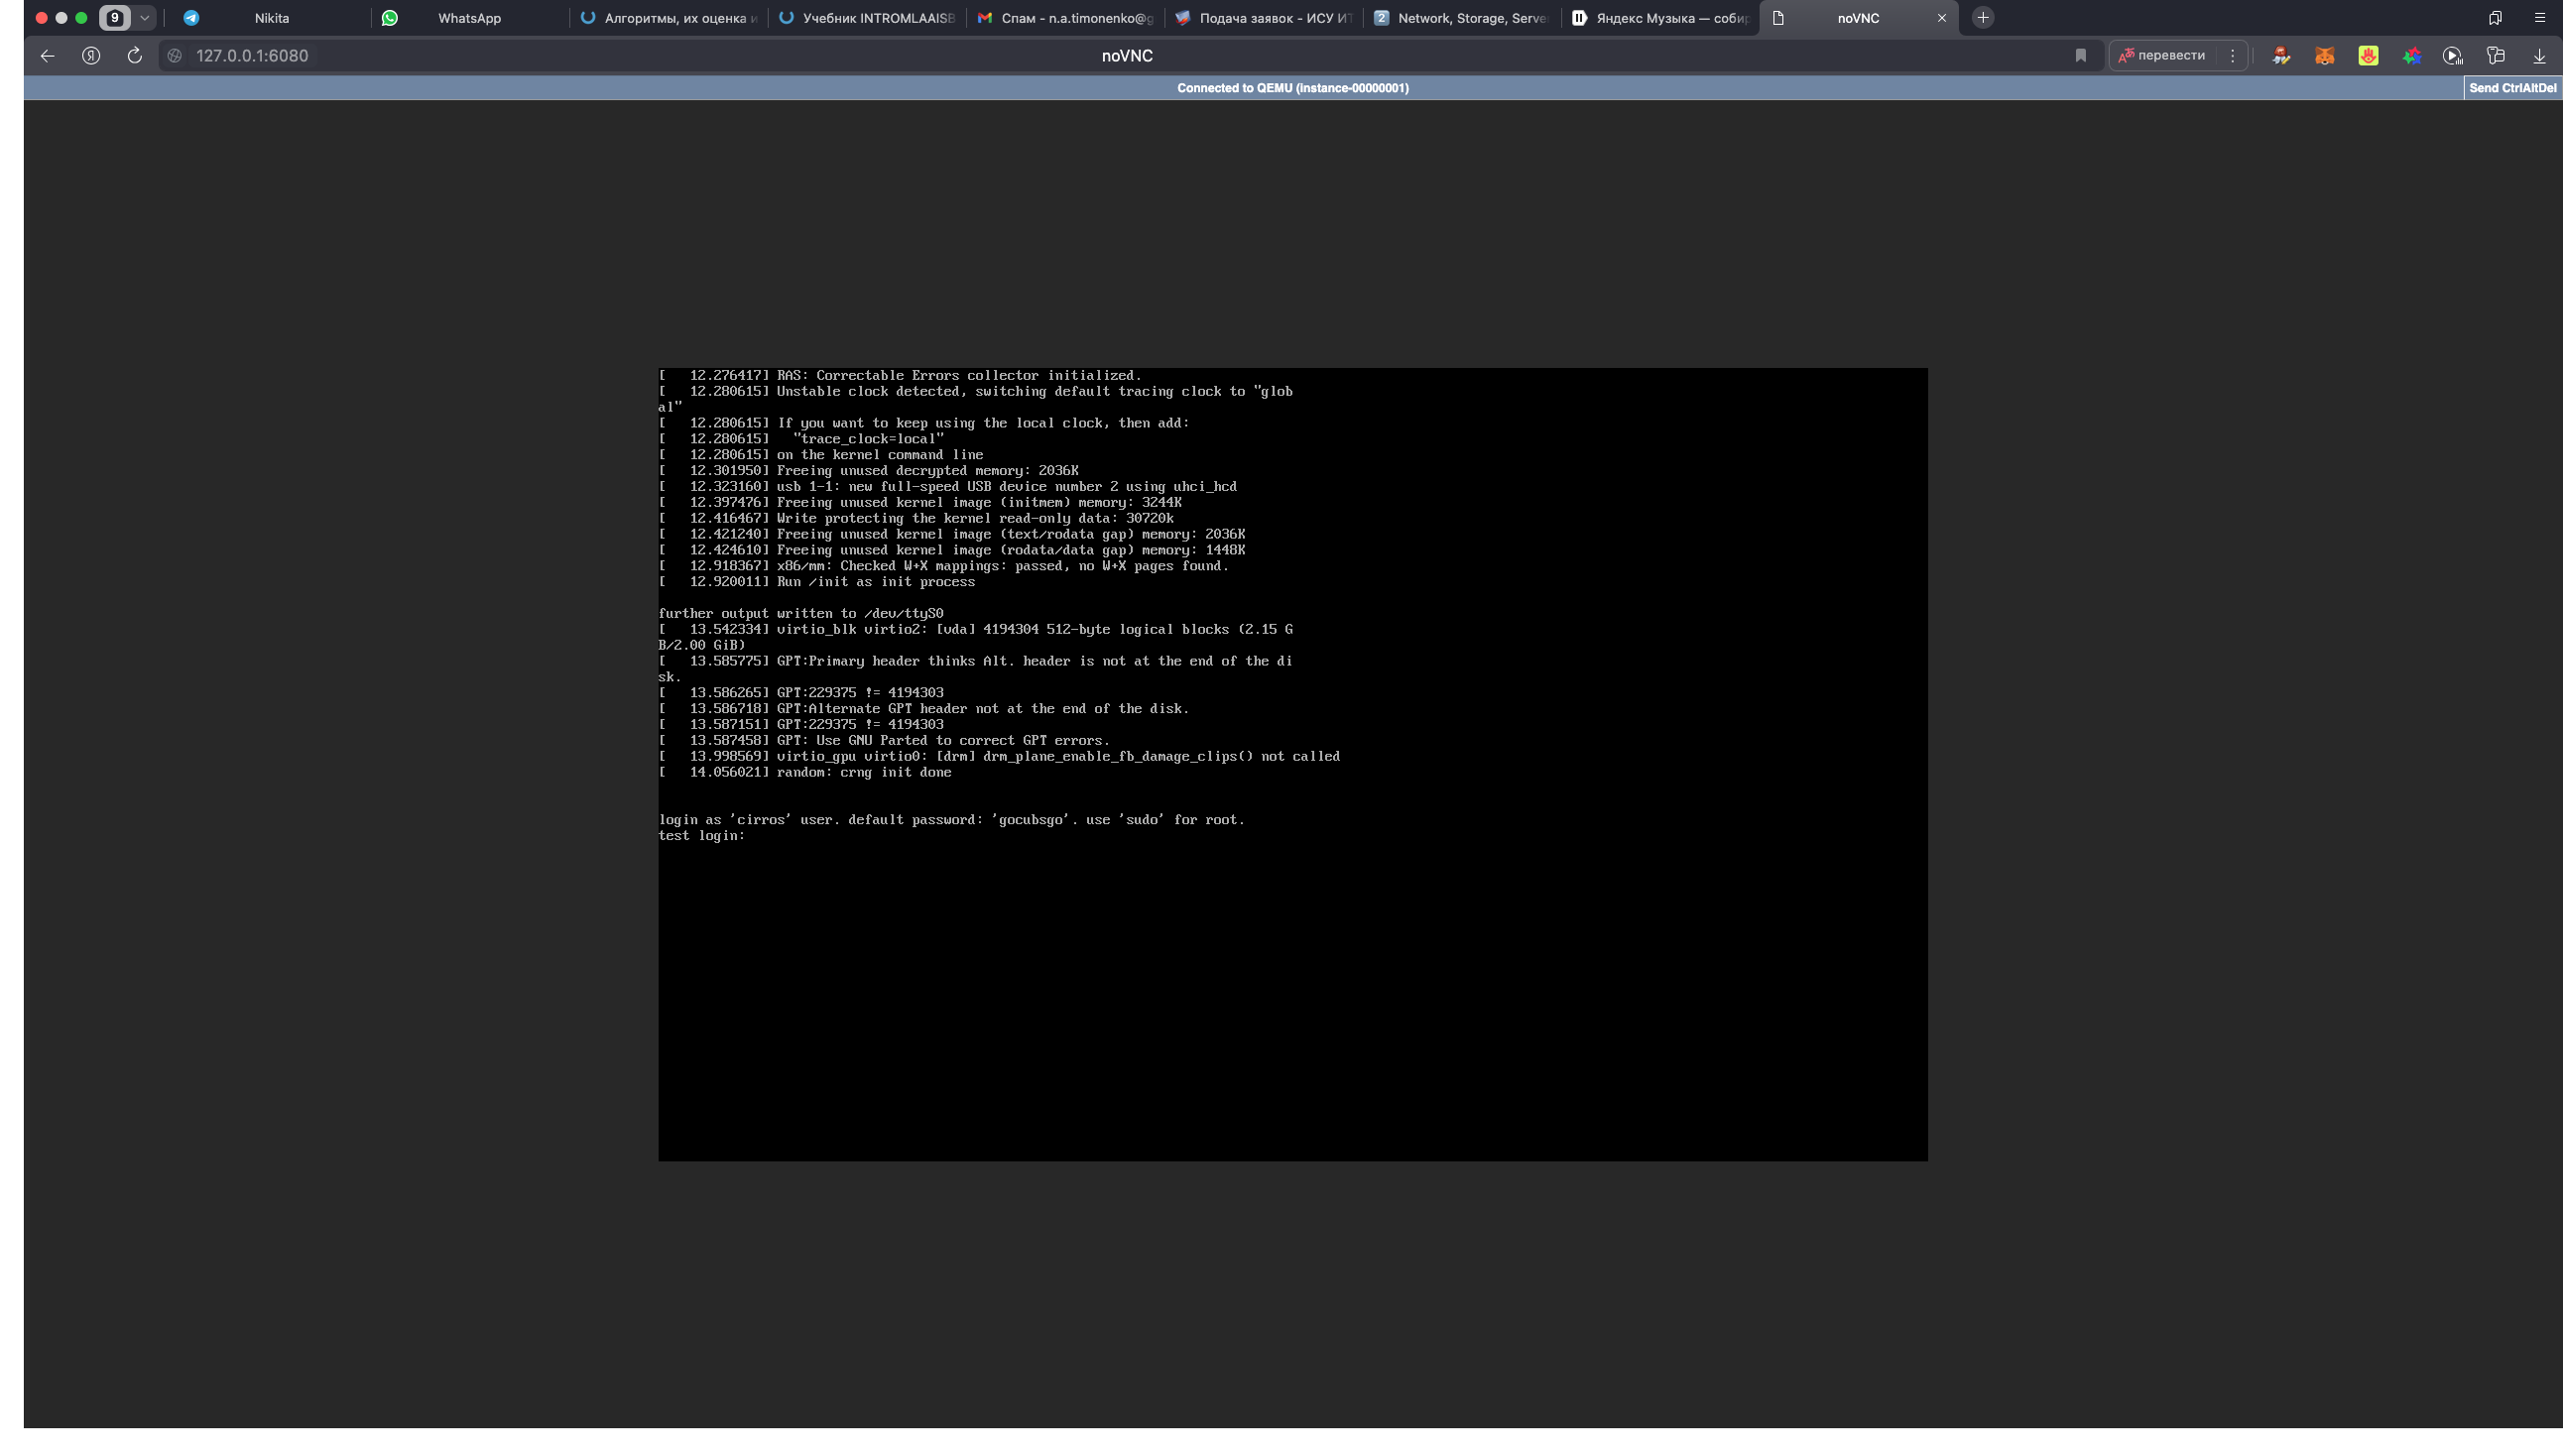 9
Nikita
WhatsApp
Алгоритмы, их оценка и
Учебник INTROMLAAISB
Спам - n.a.timonenko@g
Подача заявок - ИСУ ИТ
2 Network, Storage, Serve
Яндекс Музыка — собир
noVNC
Я
127.0.0.1:6080
noVNC
перевести
Connected to QEMU (instance-00000001)
Send CtrlAltDel
[   12.276417] RAS: Correctable Errors collector initialized.
[   12.280615] Unstable clock detected, switching default tracing clock to "glob
al"
[   12.280615] If you want to keep using the local clock, then add:
[   12.280615]   "trace_clock=local"
[   12.280615] on the kernel command line
[   12.301950] Freeing unused decrypted memory: 2036K
[   12.323160] usb 1-1: new full-speed USB device number 2 using uhci_hcd
[   12.397476] Freeing unused kernel image (initmem) memory: 3244K
[   12.416467] Write protecting the kernel read-only data: 30720k
[   12.421240] Freeing unused kernel image (text/rodata gap) memory: 2036K
[   12.424610] Freeing unused kernel image (rodata/data gap) memory: 1448K
[   12.918367] x86/mm: Checked W+X mappings: passed, no W+X pages found.
[   12.920011] Run /init as init process
further output written to /dev/ttyS0
[   13.542334] virtio_blk virtio2: [vda] 4194304 512-byte logical blocks (2.15 G
B/2.00 GiB)
[   13.585775] GPT:Primary header thinks Alt. header is not at the end of the di
sk.
[   13.586265] GPT:229375 != 4194303
[   13.586718] GPT:Alternate GPT header not at the end of the disk.
[   13.587151] GPT:229375 != 4194303
[   13.587458] GPT: Use GNU Parted to correct GPT errors.
[   13.998569] virtio_gpu virtio0: [drm] drm_plane_enable_fb_damage_clips() not called
[   14.056021] random: crng init done
login as 'cirros' user. default password: 'gocubsgo'. use 'sudo' for root.
test login: